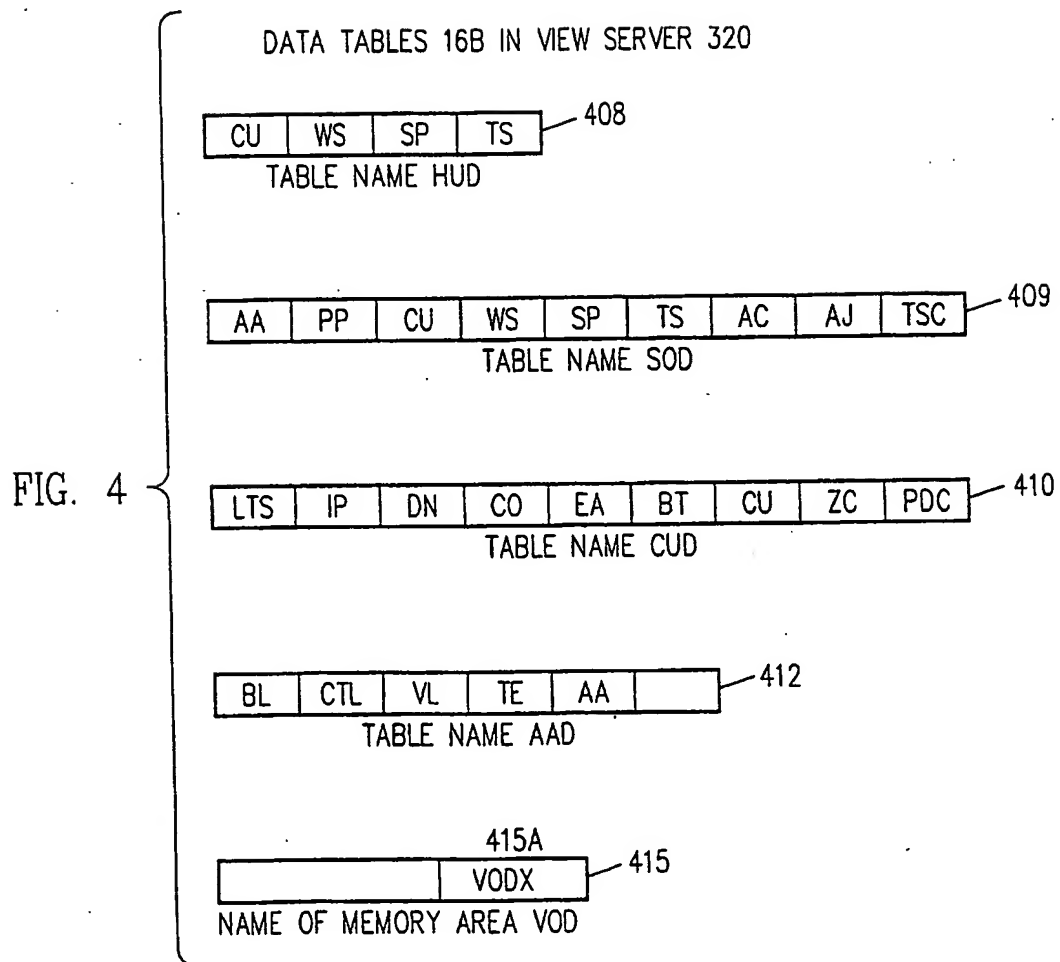 DATA TABLES 16B IN VIEW SERVER 320
CU WS SP TS 408
TABLE NAME HUD
AA PP CU WS SP TS AC AJ TSC 409
TABLE NAME SOD
FIG. 4
LTS IP DN CO EA BT CU ZC PDC 410
TABLE NAME CUD
BL CTL VL TE AA 412
TABLE NAME AAD
415A
VODX 415
NAME OF MEMORY AREA VOD